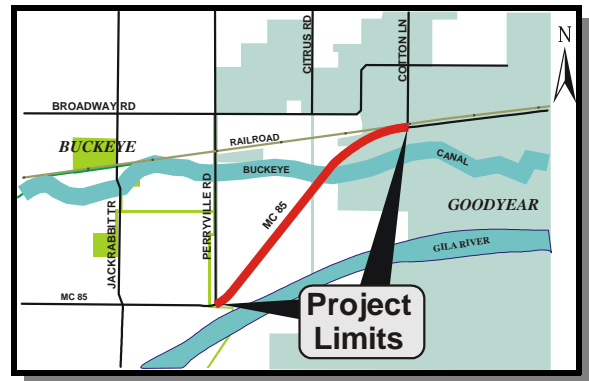 CITRUS RD
COTTON LN
N
BROADWAY RD
BUCKEYE
RAILROAD
BUCKEYE
CANAL
PERRYVILLE RD
JACKRABBIT TR
MC 85
GOODYEAR
GILA RIVER
MC 85
Project
Limits